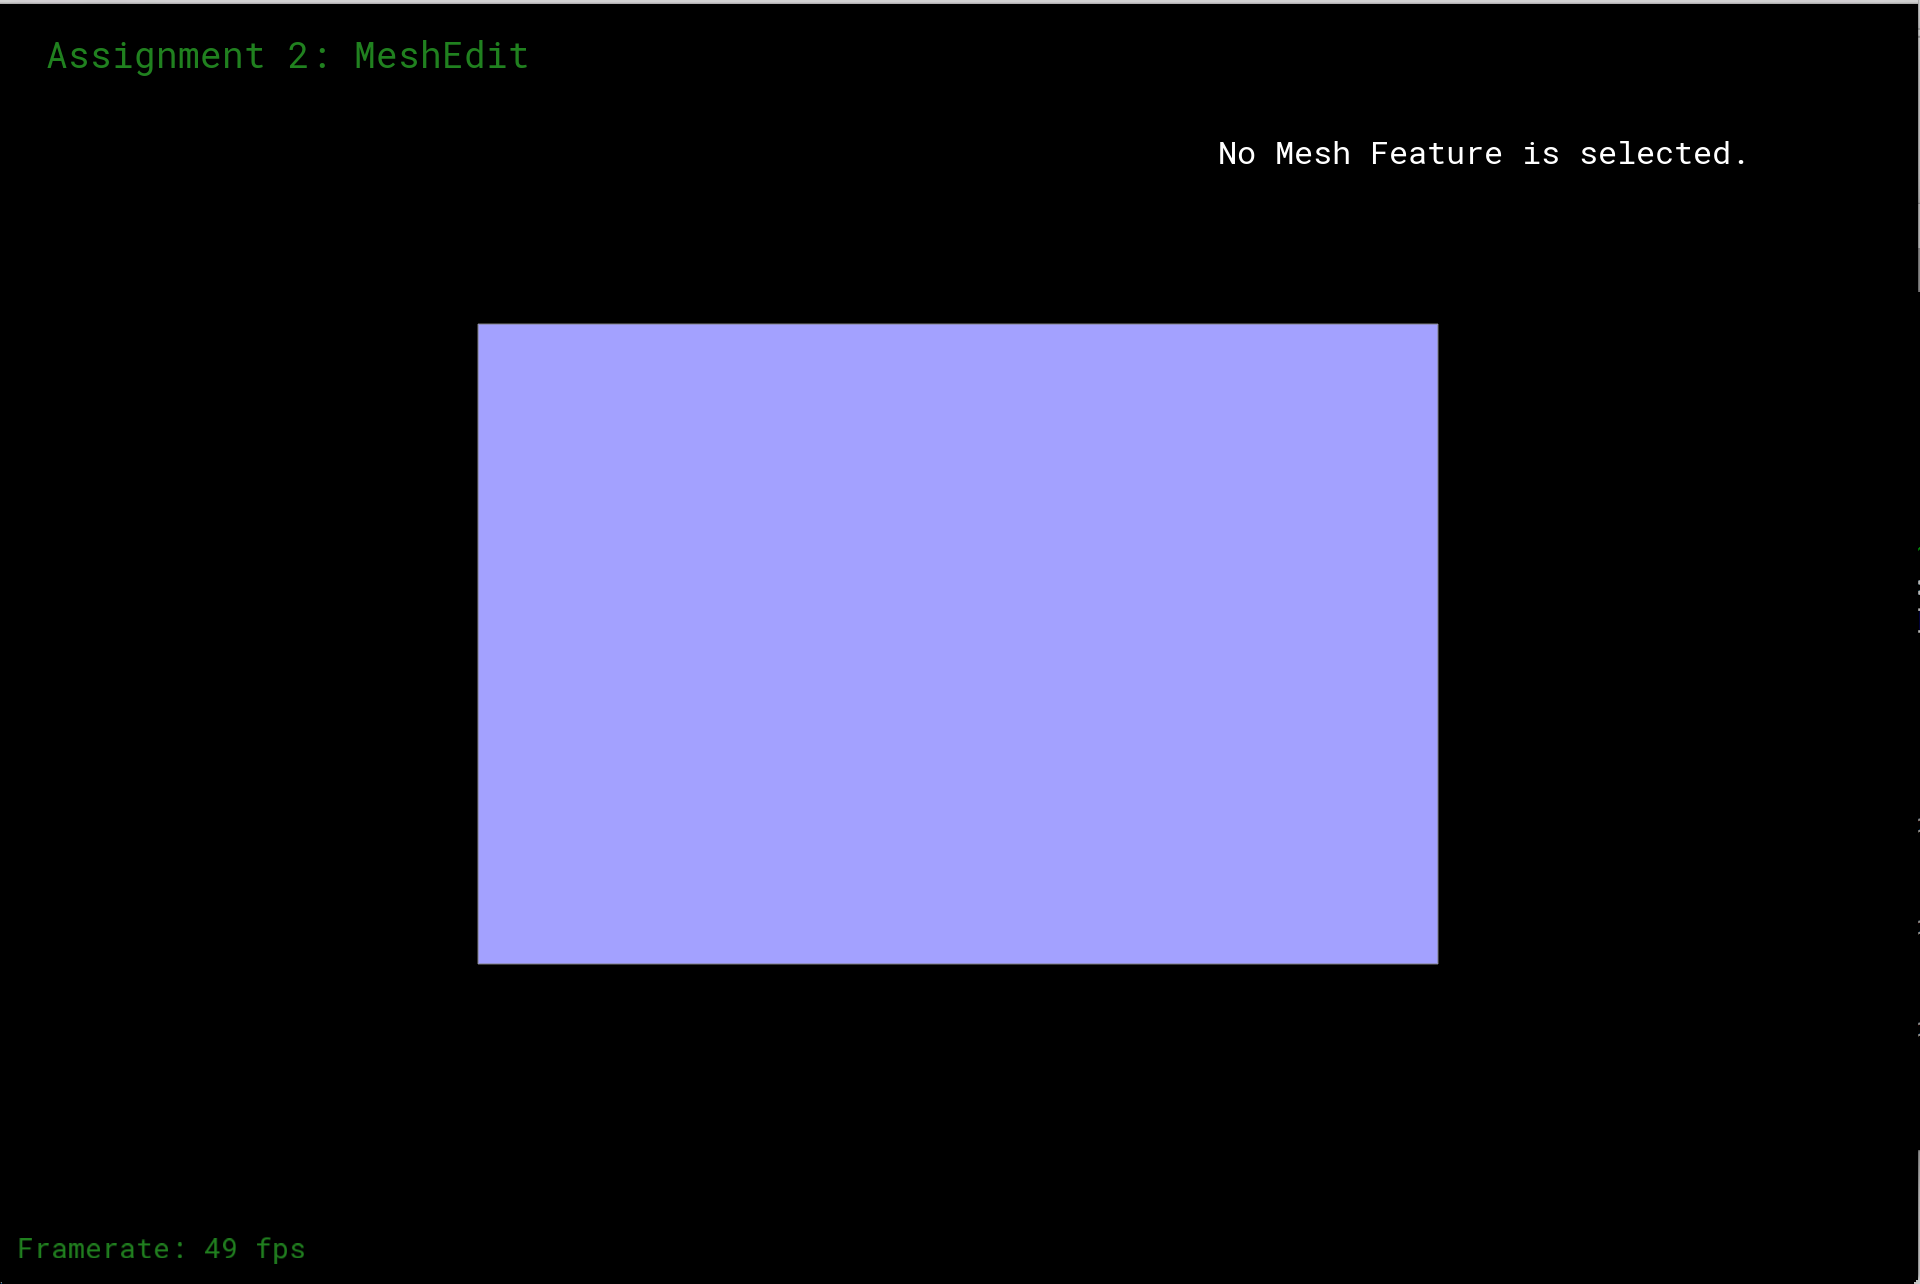 Assignment 2: MeshEdit
No Mesh Feature is selected.
Framerate: 49 fps